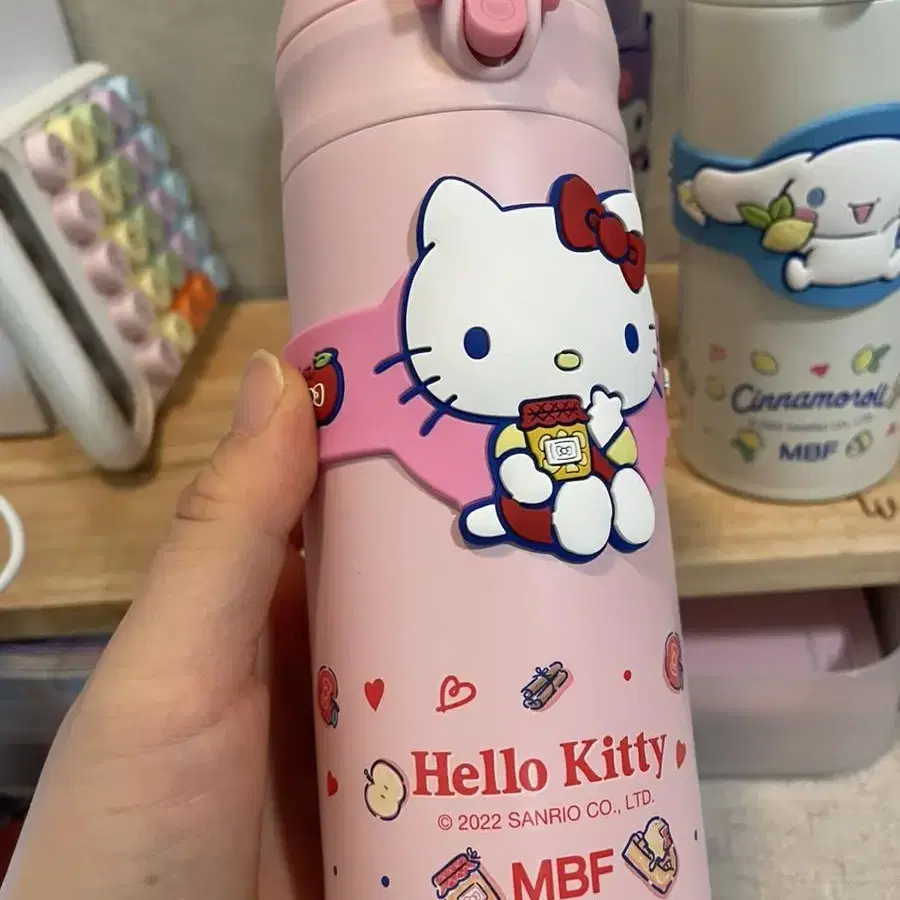 Hello Kitty
© 2022 SANRIO CO., LTD.
MBF
Cinnamoroll
MBF